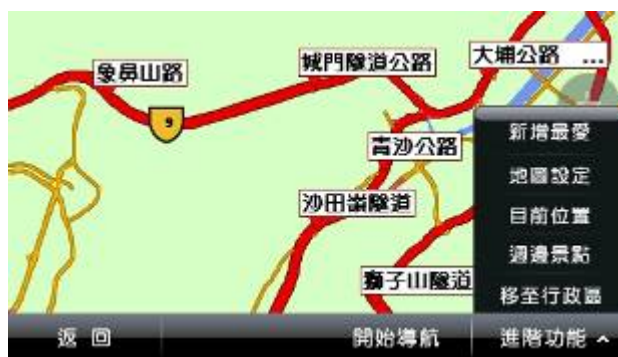 象鼻山路
城門隧道公路
大埔公路 ...
9
青沙公路
沙田嶺隧道
獅子山隧道
新增最愛
地圖設定
目前位置
週邊景點
移至行政區
返回
開始導航
進階功能